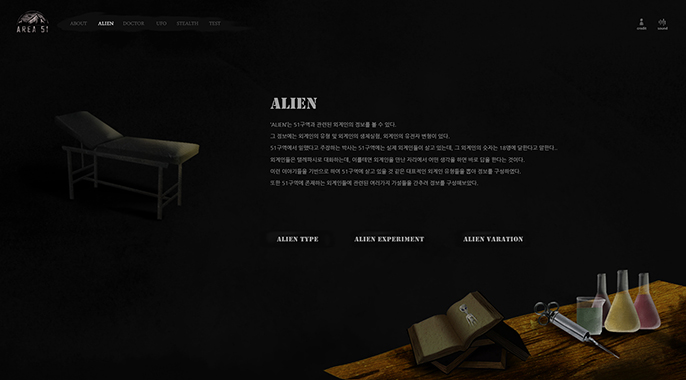 AREA 51
ABOUT
ALIEN
DOCTOR
UFO
STEALTH
TEST
credit
sound
ALIEN
'ALIEN'는 51구역과 관련된 외계인의 정보를 볼 수 있다.
그 정보에는 외계인의 유형 및 외계인의 생체실험, 외계인의 유전자 변형이 있다.
51구역에서 일했다고 주장하는 박사는 51구역에는 실제 외계인들이 살고 있는데, 그 외계인의 숫자는 18명에 달한다고 말한다..
외계인들은 텔레파시로 대화하는데, 이를테면 외계인을 만난 자리에서 어떤 생각을 하면 바로 답을 한다는 것이다.
이런 이야기들을 기반으로 하여 51구역에 살고 있을 것 같은 대표적인 외계인 유형들을 뽑아 정보를 구성하였다.
또한 51구역에 존재하는 외계인들에 관련된 여러가지 가설들을 간추려 정보를 구성해보았다.
ALIEN TYPE
ALIEN EXPERIMENT
ALIEN VARATION